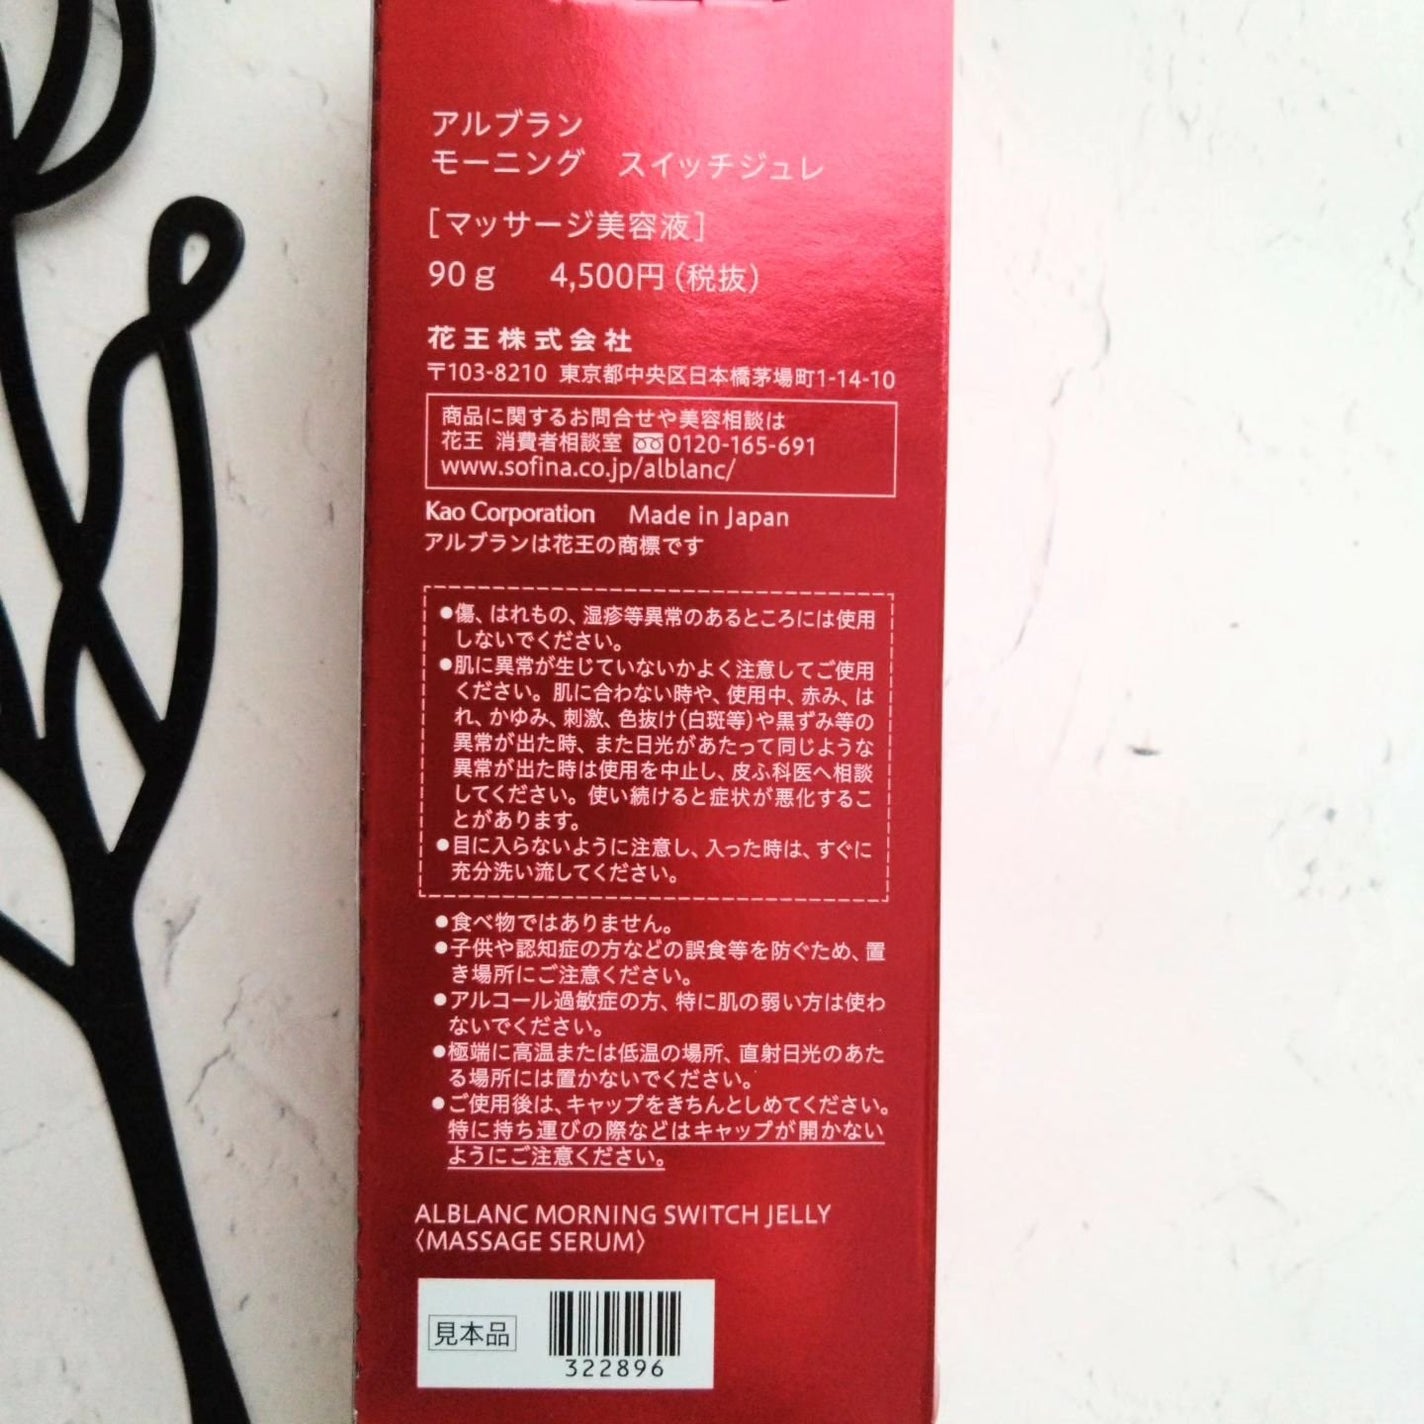 アルブラン
モーニング　スイッチジュレ
［マッサージ美容液］
90g　4,500円（税抜）
花王株式会社
〒103-8210 東京都中央区日本橋茅場町1-14-10
商品に関するお問合せや美容相談は
花王 消費者相談室 0120-165-691
www.sofina.co.jp/alblanc/
Kao Corporation　Made in Japan
アルブランは花王の商標です
●傷、はれもの、湿疹等異常のあるところには使用
しないでください。
●肌に異常が生じていないかよく注意してご使用
ください。肌に合わない時や、使用中、赤み、は
れ、かゆみ、刺激、色抜け（白斑等）や黒ずみ等の
異常が出た時、また日光があたって同じような
異常が出た時は使用を中止し、皮ふ科医へ相談
してください。使い続けると症状が悪化するこ
とがあります。
●目に入らないように注意し、入った時は、すぐに
充分洗い流してください。
●食べ物ではありません。
●子供や認知症の方などの誤食等を防ぐため、置
き場所にご注意ください。
●アルコール過敏症の方、特に肌の弱い方は使わ
ないでください。
●極端に高温または低温の場所、直射日光のあた
る場所には置かないでください。
●ご使用後は、キャップをきちんとしめてください。
特に持ち運びの際などはキャップが開かない
ようにご注意ください。
ALBLANC MORNING SWITCH JELLY
〈MASSAGE SERUM〉
見本品
322896